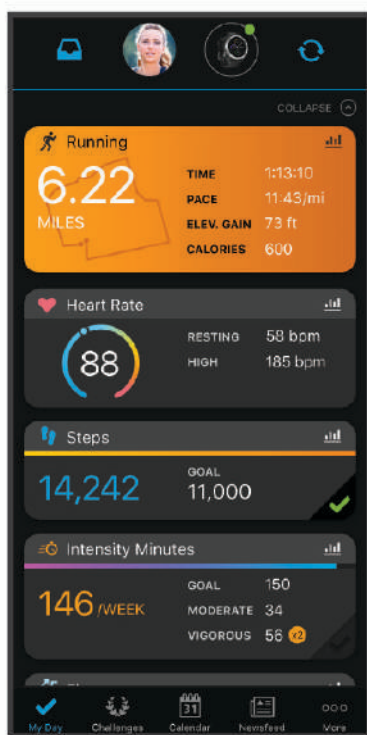 COLLAPSE
Running
6.22
MILES
TIME 1:13:10
PACE 11:43/mi
ELEV. GAIN 73 ft
CALORIES 600
Heart Rate
88
RESTING 58 bpm
HIGH 185 bpm
Steps
14,242
GOAL
11,000
Intensity Minutes
146 /WEEK
GOAL 150
MODERATE 34
VIGOROUS 56 x2
31
My Day Challenges Calendar Newsfeed More